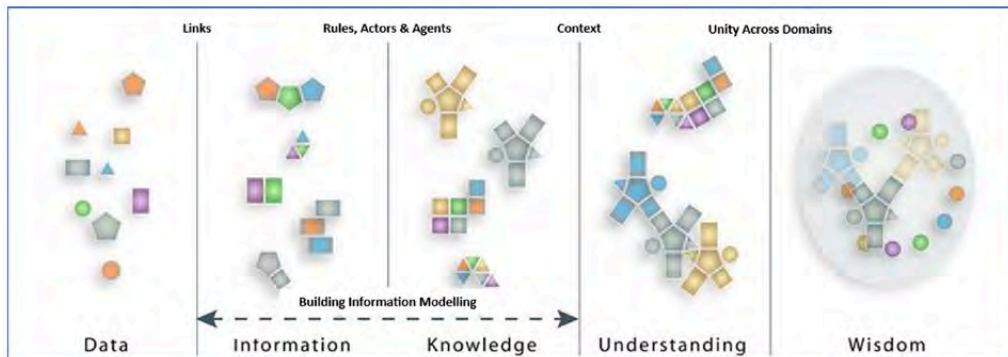 Links
Rules, Actors & Agents
Context
Unity Across Domains
Building Information Modelling
Data
Information
Knowledge
Understanding
Wisdom